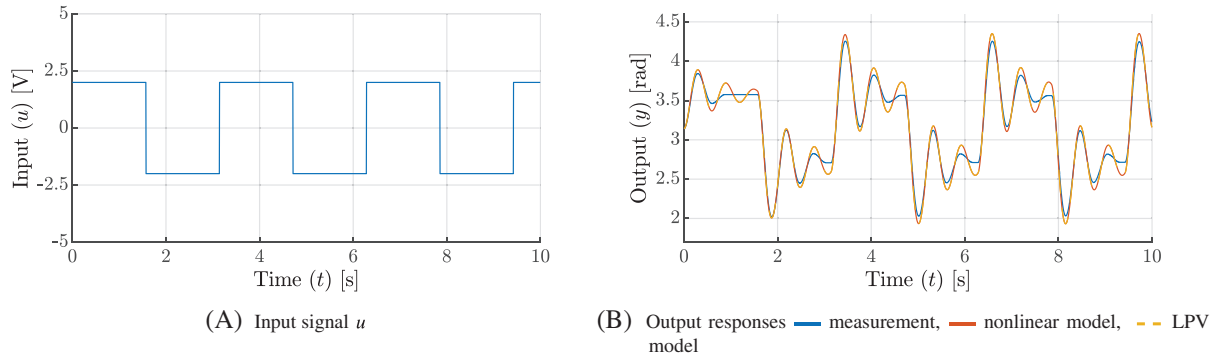 5
2.5
0
-2.5
-5
Input (u) [V]
0 2 4 6 8 10
Time (t) [s]
(A) Input signal u
4.5
4
3.5
3
2.5
2
Output (y) [rad]
0 2 4 6 8 10
Time (t) [s]
(B) Output responses measurement, nonlinear model, LPV
model